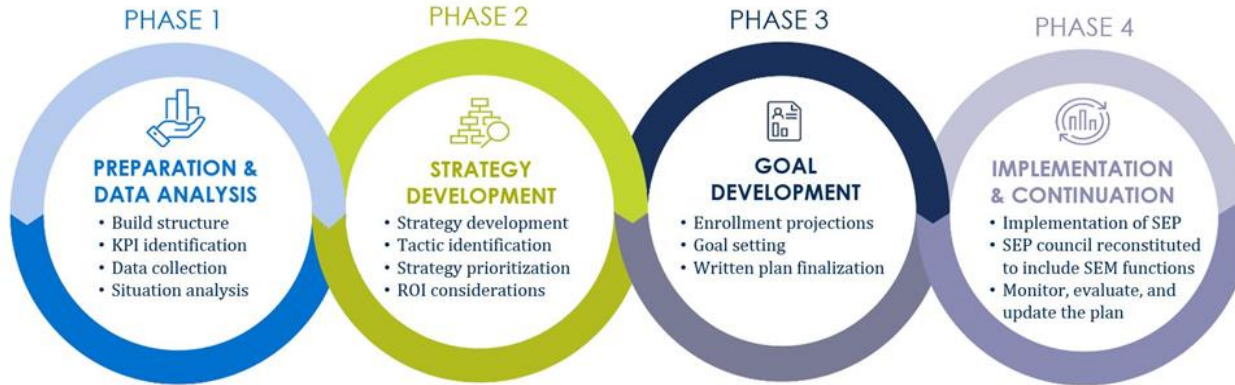 PHASE 1
PREPARATION &
DATA ANALYSIS
• Build structure
• KPI identification
• Data collection
• Situation analysis
PHASE 2
STRATEGY
DEVELOPMENT
• Strategy development
• Tactic identification
• Strategy prioritization
• ROI considerations
PHASE 3
GOAL
DEVELOPMENT
• Enrollment projections
• Goal setting
• Written plan finalization
PHASE 4
IMPLEMENTATION
& CONTINUATION
• Implementation of SEP
• SEP council reconstituted
to include SEM functions
• Monitor, evaluate, and
update the plan